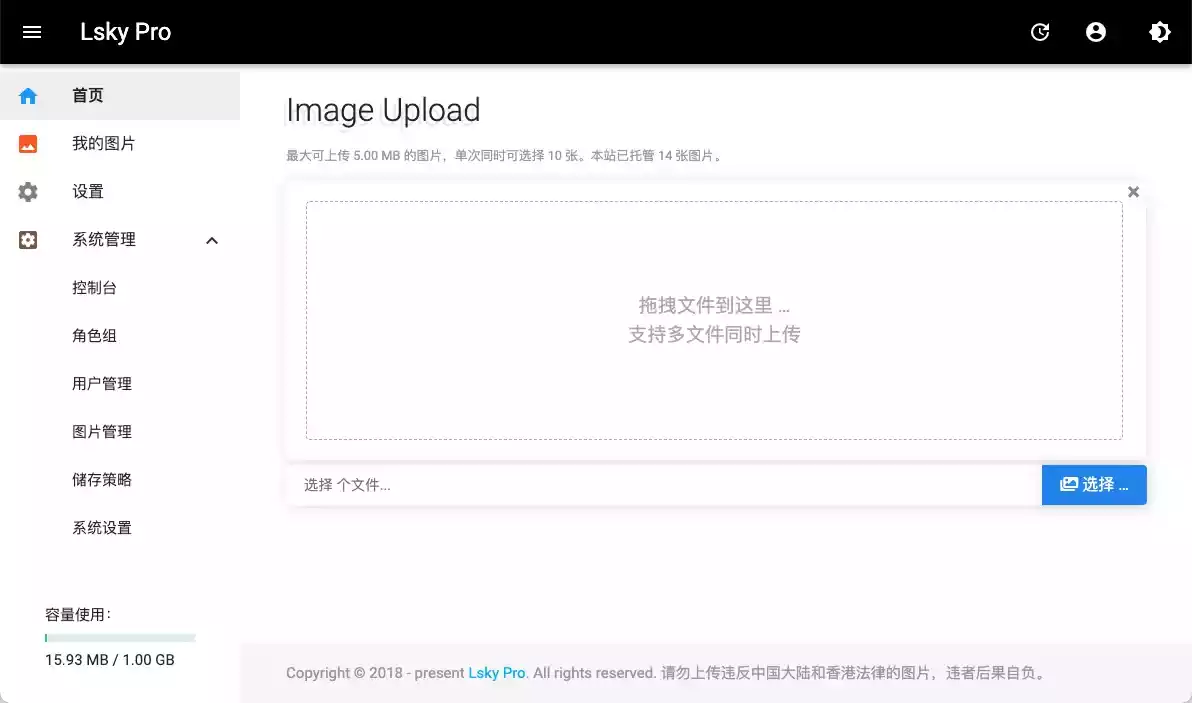 Lsky Pro
首页
我的图片
设置
系统管理
控制台
角色组
用户管理
图片管理
储存策略
系统设置
容量使用：
15.93 MB / 1.00 GB
Image Upload
最大可上传 5.00 MB 的图片，单次同时可选择 10 张。本站已托管 14 张图片。
拖拽文件到这里 ...
支持多文件同时上传
选择 个文件...
选择 ...
Copyright © 2018 - present Lsky Pro. All rights reserved. 请勿上传违反中国大陆和香港法律的图片，违者后果自负。